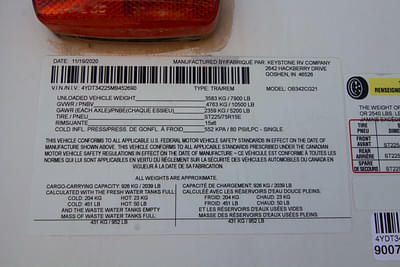 DATE: 11/19/2020
MANUFACTURED BY/FABRIQUE PAR: KEYSTONE RV COMPANY
2642 HACKBERRY DRIVE
GOSHEN, IN 46526
V.I.N./N.I.V: 4YDT34225MB452680 TYPE: TRA/REM MODEL: OB342CG21
UNLOADED VEHICLE WEIGHT 3583 KG / 7900 LB
GVWR / PNBV 4763 KG / 10500 LB
GAWR (EACH AXLE)/PNBE(CHAQUE ESSIEU) 2359 KG / 5200 LB
TIRE / PNEU ST225/75R15E
RIMS/JANTE 15x6
COLD INFL. PRESS/PRESS. DE GONFL. À FROID 552 KPA / 80 PSI/LPC - SINGLE
THIS VEHICLE CONFORMS TO ALL APPLICABLE U.S. FEDERAL MOTOR VEHICLE SAFETY STANDARDS IN EFFECT ON THE DATE OF
MANUFACTURE SHOWN ABOVE. THIS VEHICLE CONFORMS TO ALL APPLICABLE STANDARDS PRESCRIBED UNDER THE CANADIAN
MOTOR VEHICLE SAFETY REGULATIONS IN EFFECT ON THE DATE OF MANUFACTURE – CE VÉHICULE EST CONFORME À TOUTES LES
NORMES QUI LUI SONT APPLICABLES EN VERTU DU RÈGLEMENT SUR LA SÉCURITÉ DES VÉHICULES AUTOMOBILES DU CANADA EN
VIGUEUR À LA DATE DE SA FABRICATION.
ALL WEIGHTS ARE APPROXIMATE.
CARGO-CARRYING CAPACITY: 926 KG / 2039 LB
CALCULATED WITH THE FRESH WATER TANKS FULL
COLD: 204 KG HOT: 23 KG
COLD: 451 LB HOT: 50 LB
AND THE WASTE WATER TANKS EMPTY
MASS OF WASTE WATER TANKS FULL:
431 KG / 952 LB
CAPACITÉ DE CHARGEMENT: 926 KG / 2039 LB
CALCULÉE AVEC LES RÉSERVOIRS D'EAU DOUCE PLEINS.
FROID: 204 KG CHAUD: 23 KG
FROID: 451 LB CHAUD: 50 LB
ET LES RÉSERVOIRS D'EAUX USÉES VIDES
MASSE DES RÉSERVOIRS D'EAUX USÉES PLEINS:
431 KG / 952 LB
RENSEIGNE
TIRE
PNEU
DIME
FRONT
AVANT
ST225
REAR
ARRIÈRE
ST225
SPARE
DE SECOURS
ST225
4YDT34
9007